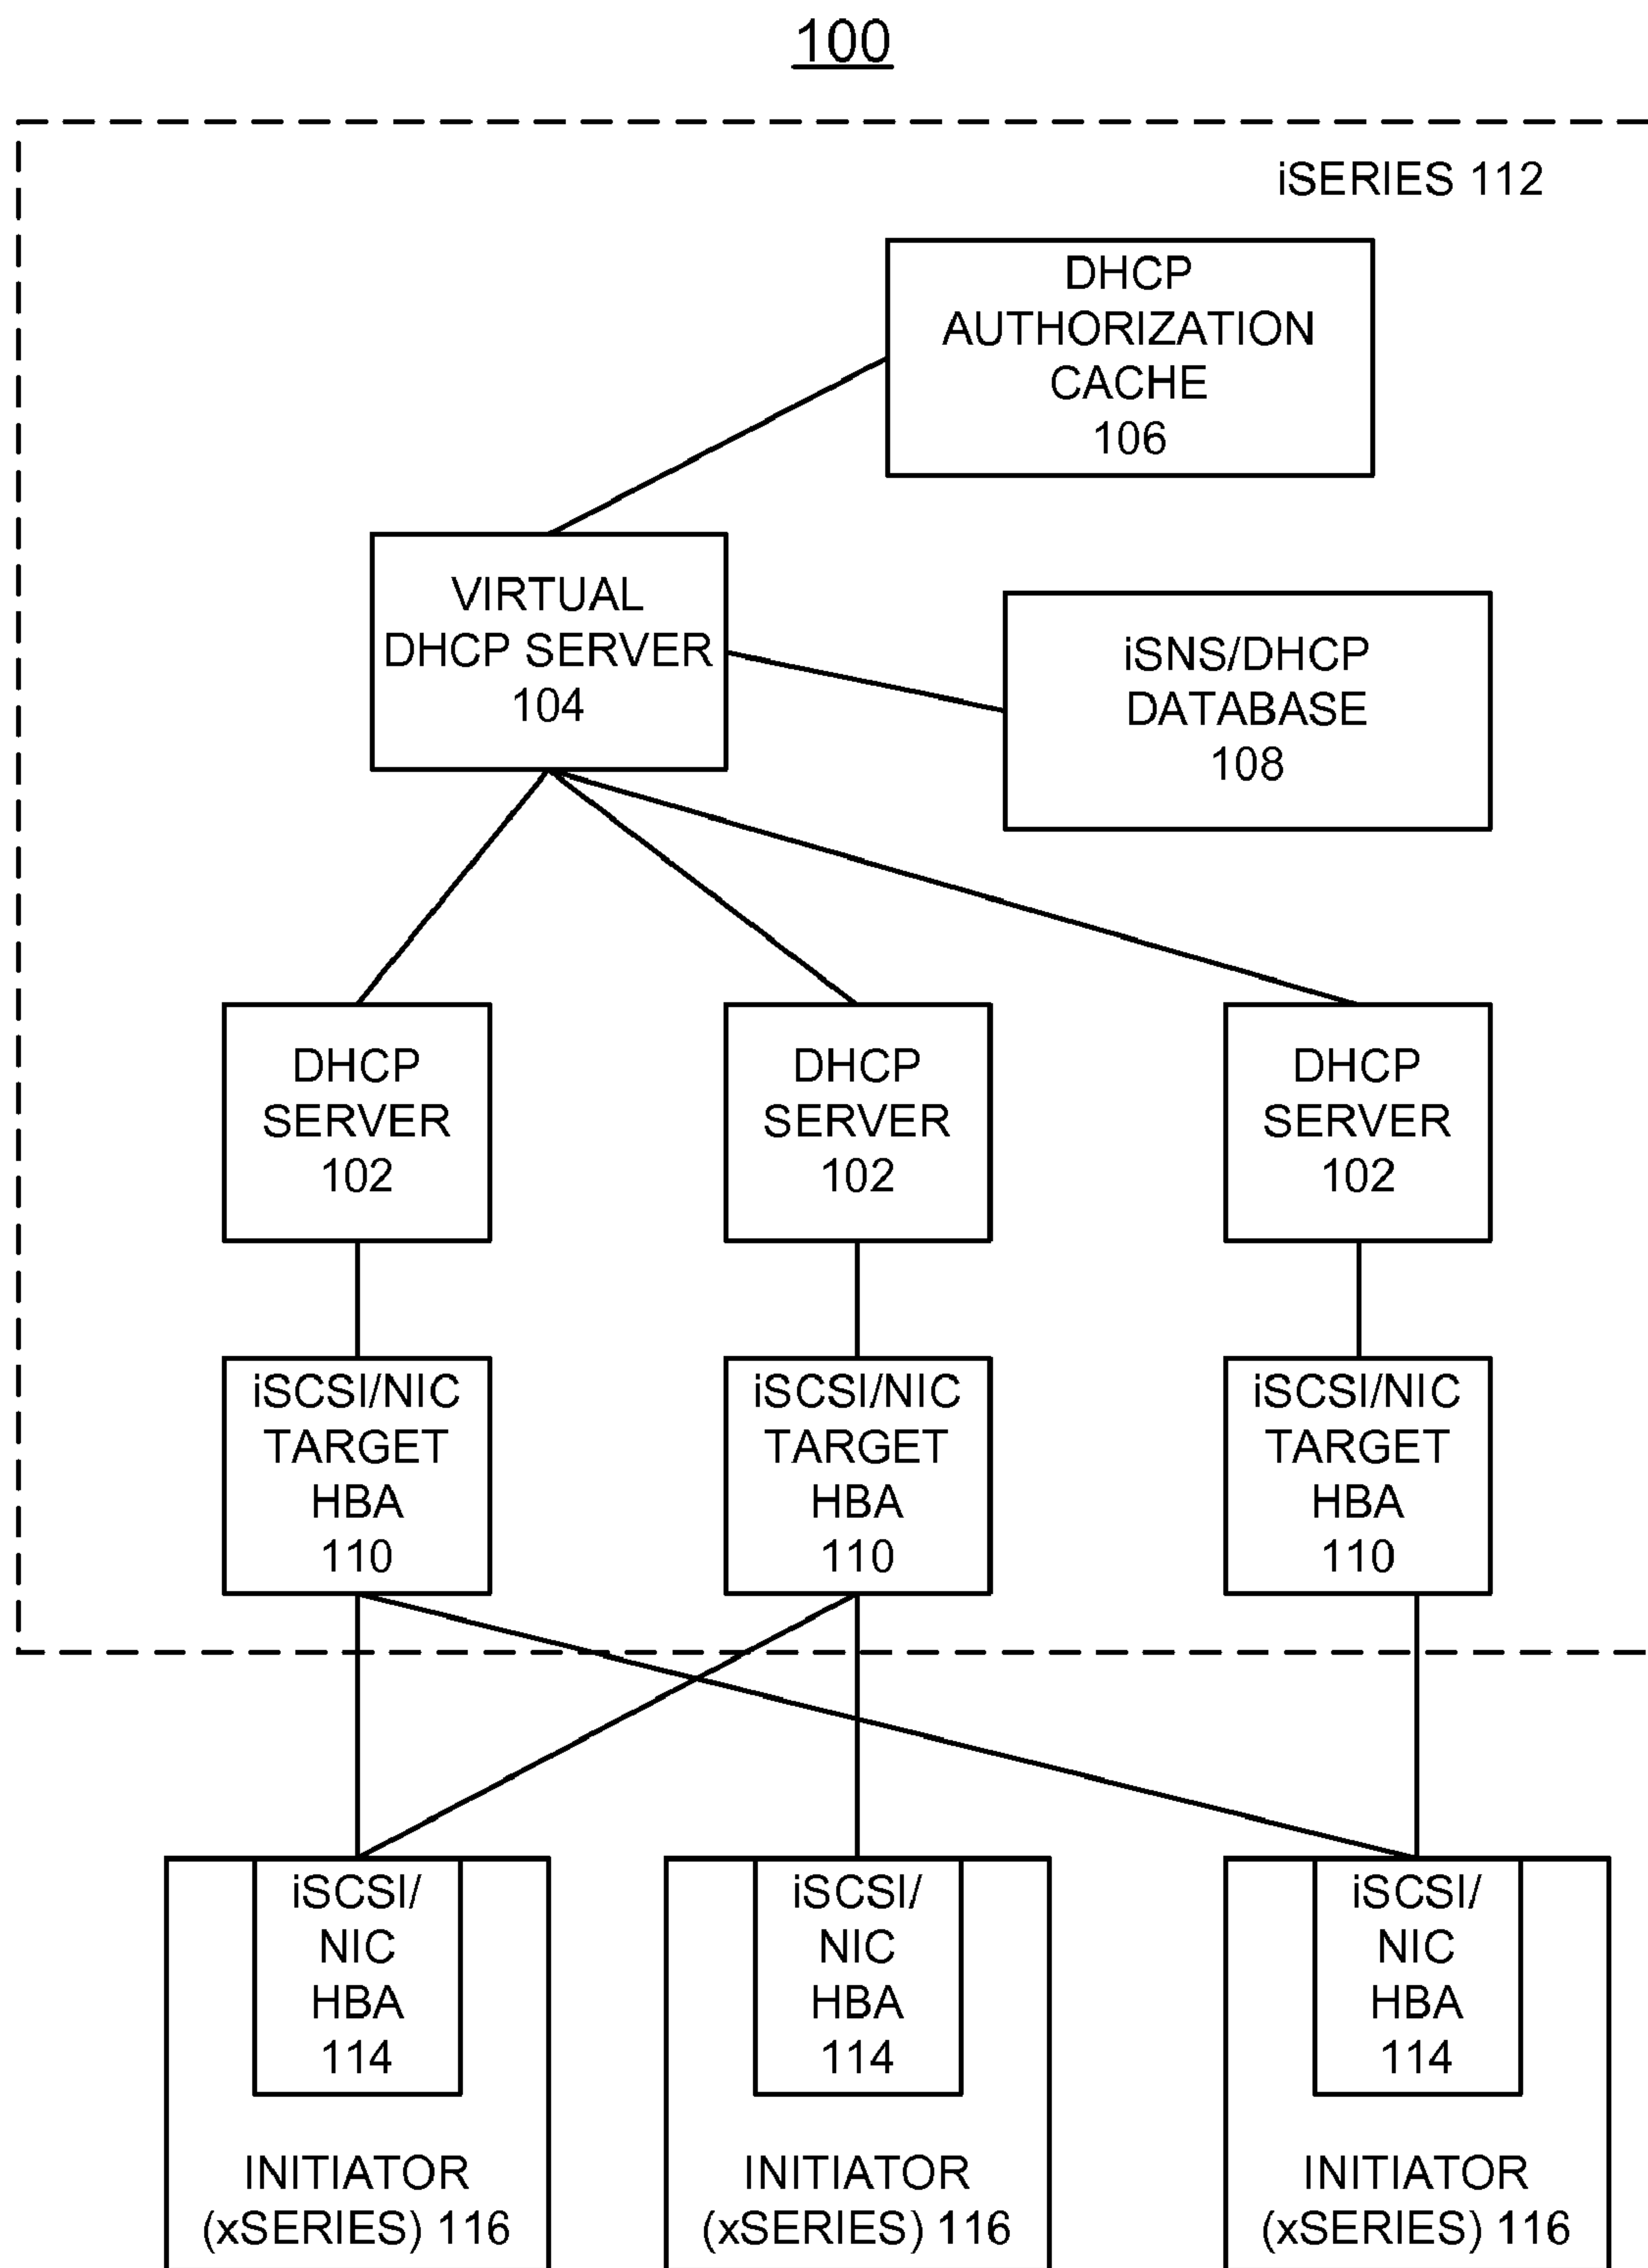 100
iSERIES 112
DHCP
AUTHORIZATION
CACHE
106
VIRTUAL
DHCP SERVER
104
iSNS/DHCP
DATABASE
108
DHCP
SERVER
102
DHCP
SERVER
102
DHCP
SERVER
102
iSCSI/NIC
TARGET
HBA
110
iSCSI/NIC
TARGET
HBA
110
iSCSI/NIC
TARGET
HBA
110
iSCSI/
NIC
HBA
114
INITIATOR
(xSERIES) 116
iSCSI/
NIC
HBA
114
INITIATOR
(xSERIES) 116
iSCSI/
NIC
HBA
114
INITIATOR
(xSERIES) 116